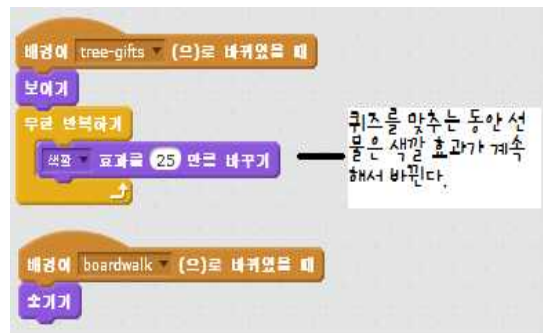 배경이 tree-gifts (으)로 바뀌었을 때
보이기
무한 반복하기
색깔 효과를 25 만큼 바꾸기
퀴즈를 맞추는 동안 선
물은 색깔 효과가 계속
해서 바뀐다.
배경이 boardwalk (으)로 바뀌었을 때
숨기기